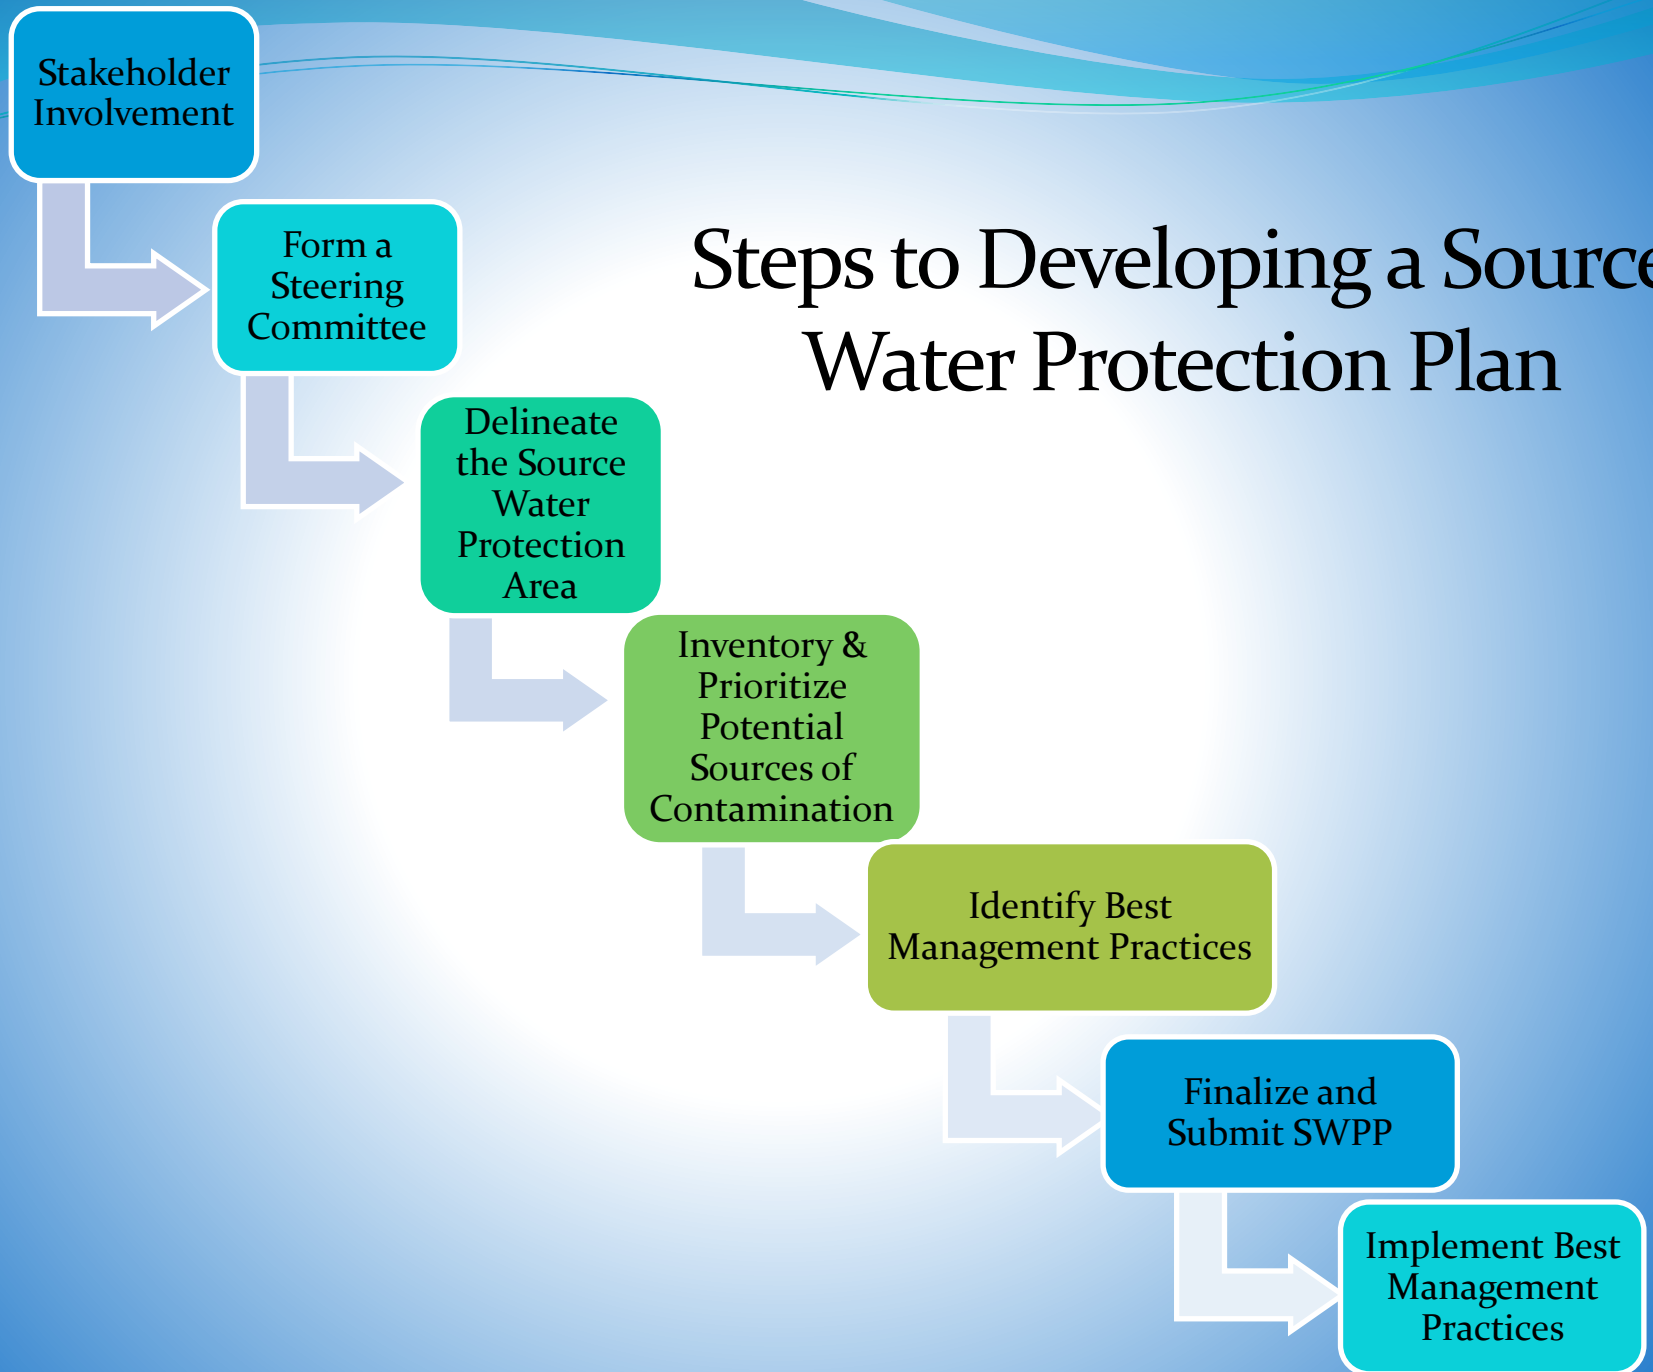 Stakeholder
Involvement
Form a
Steering
Committee
Steps to Developing a Source
Water Protection Plan
Delineate
the Source
Water
Protection
Area
Inventory &
Prioritize
Potential
Sources of
Contamination
Identify Best
Management Practices
Finalize and
Submit SWPP
Implement Best
Management
Practices